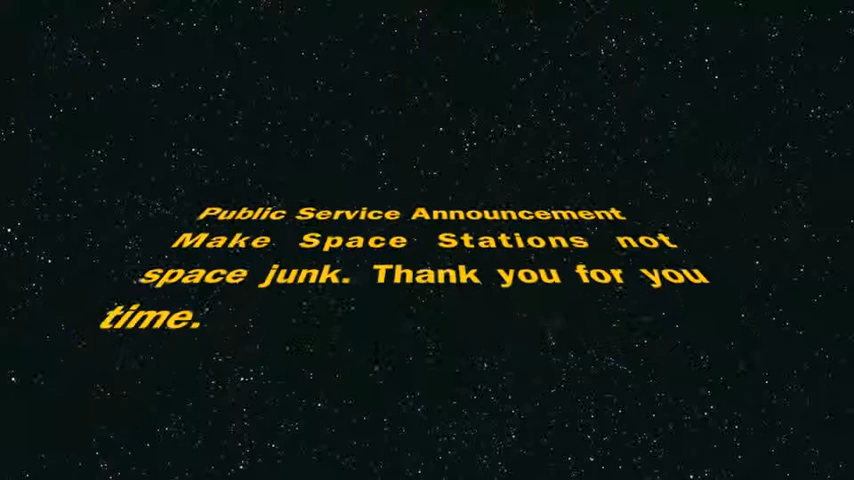 Public Service Announcement
Make Space Stations not
space junk. Thank you for you
time.